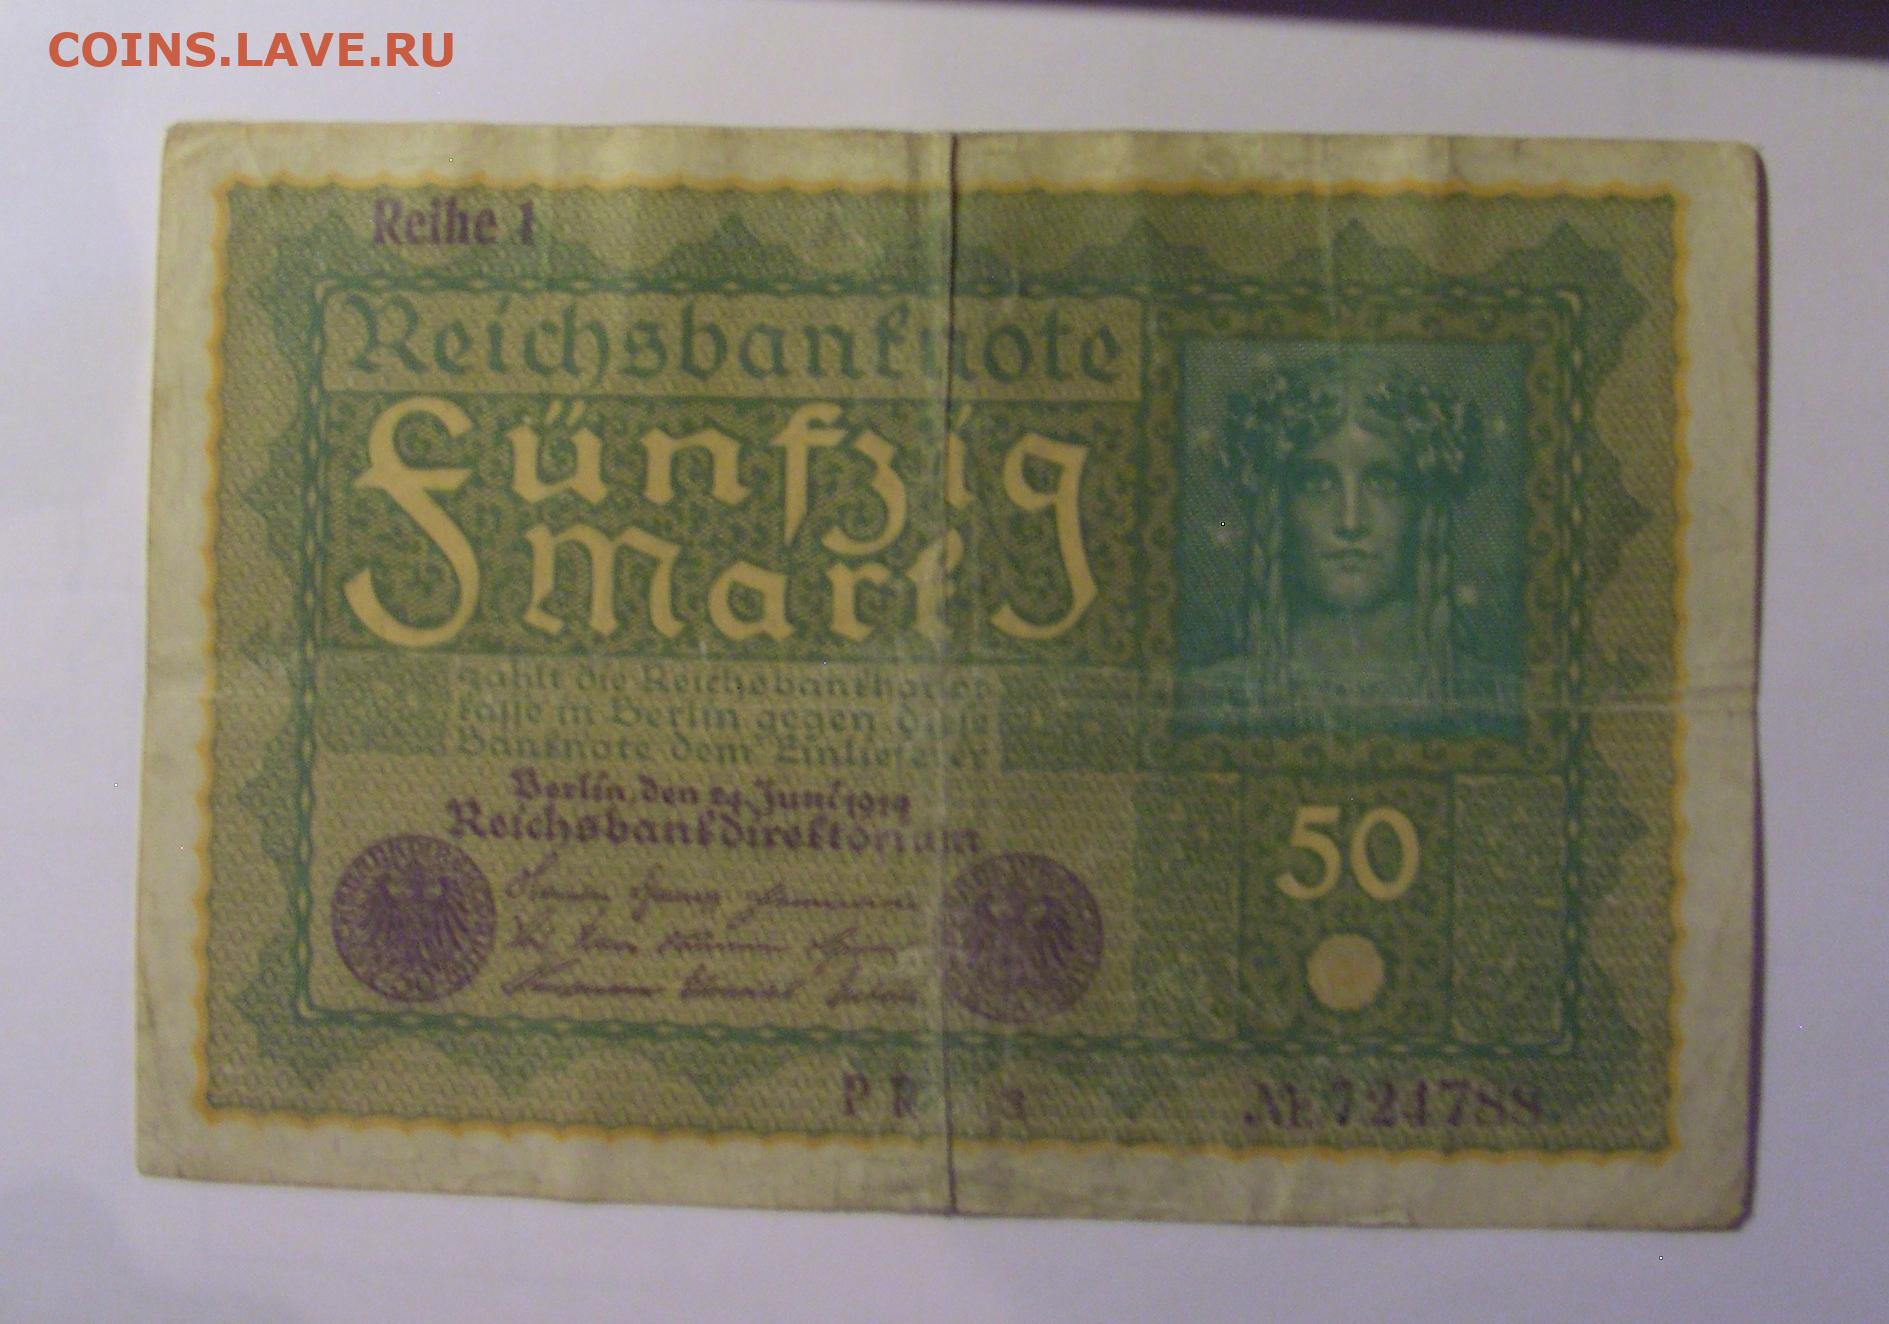 COINS.LAVE.RU
Reihe 1
Reichsbanknote
Fünfzig
Mark
zahlt die Reichsbankhaupt
kasse in Berlin gegen diese
Banknote dem Einlieferer
Berlin, den 24. Juni 1919
Reichsbankdirektorium
50
P R
№ 724788